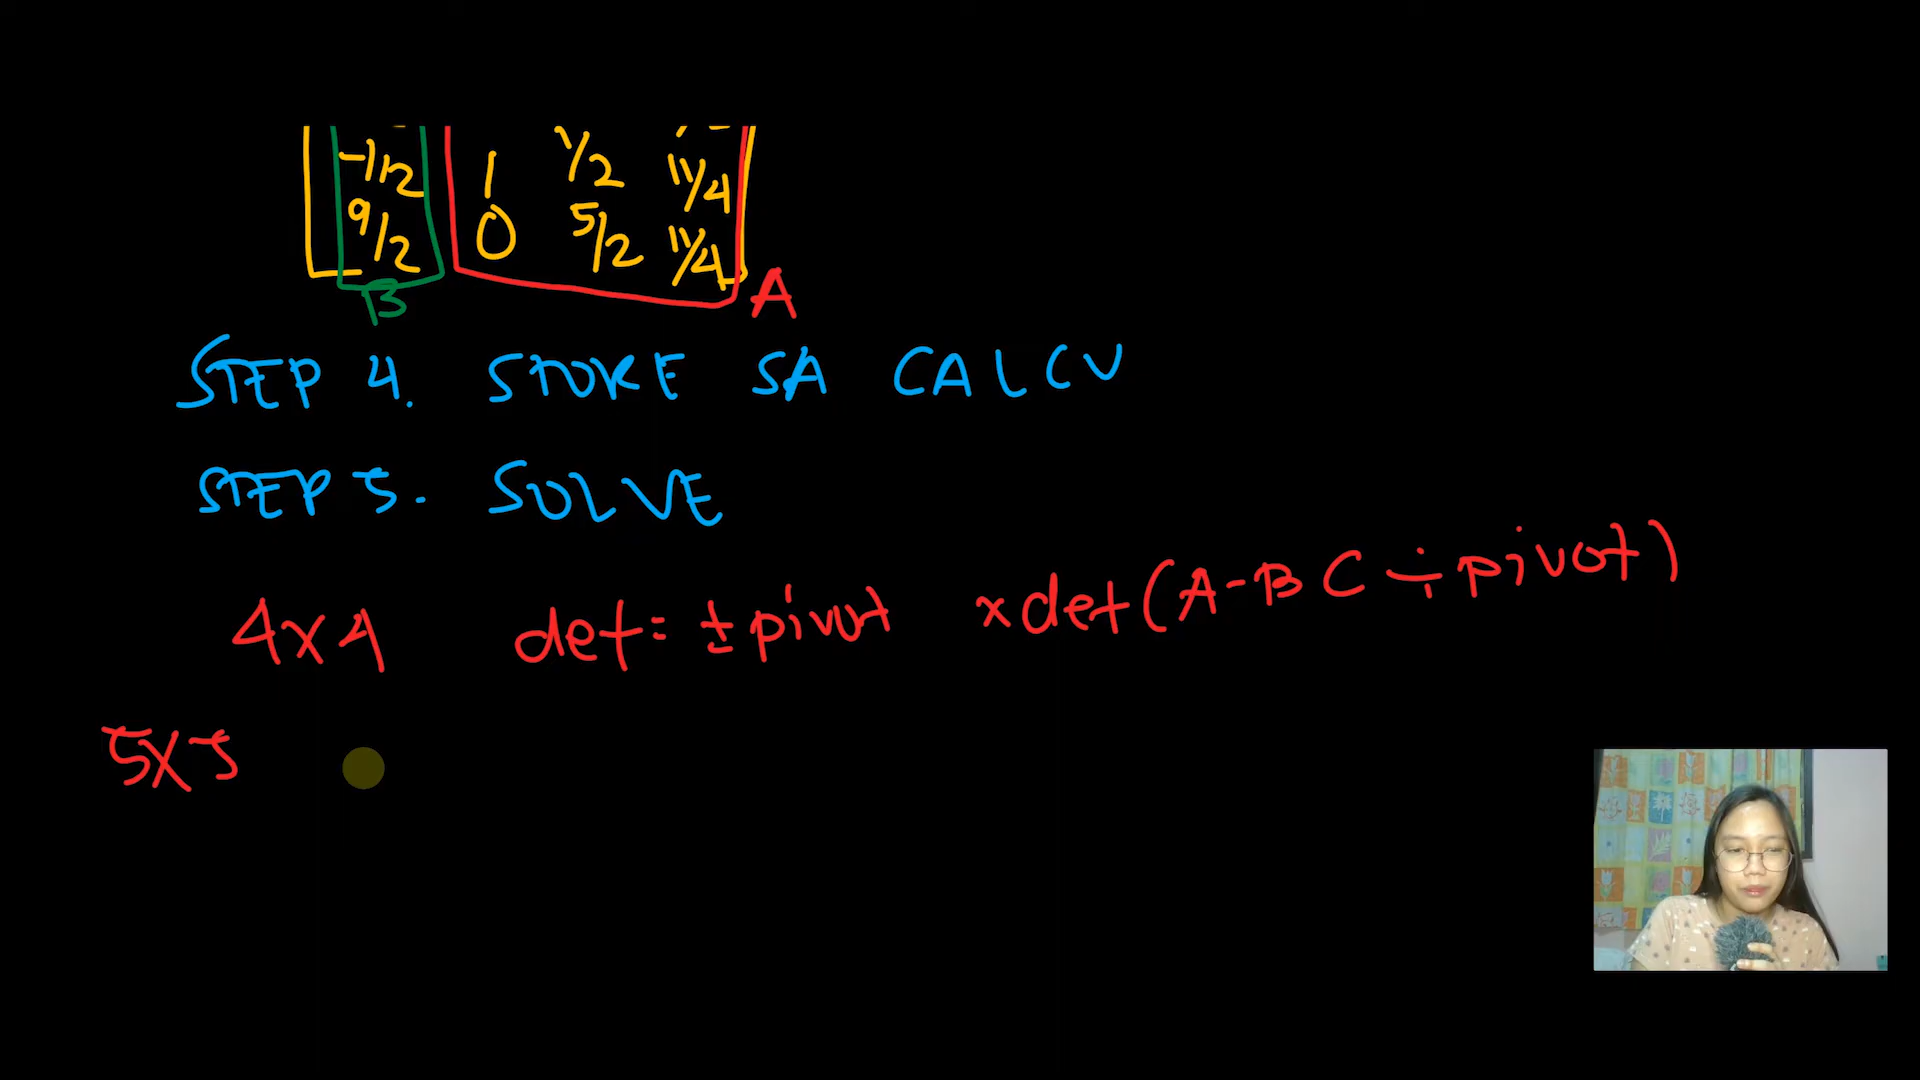 -1/2 1 1/2 11/4
9/2 0 5/2 11/4
B A
STEP 4. STORE SA CALCU
STEP 5. SOLVE
4x4 det= ±pivot xdet(A-BC÷pivot)
5x5